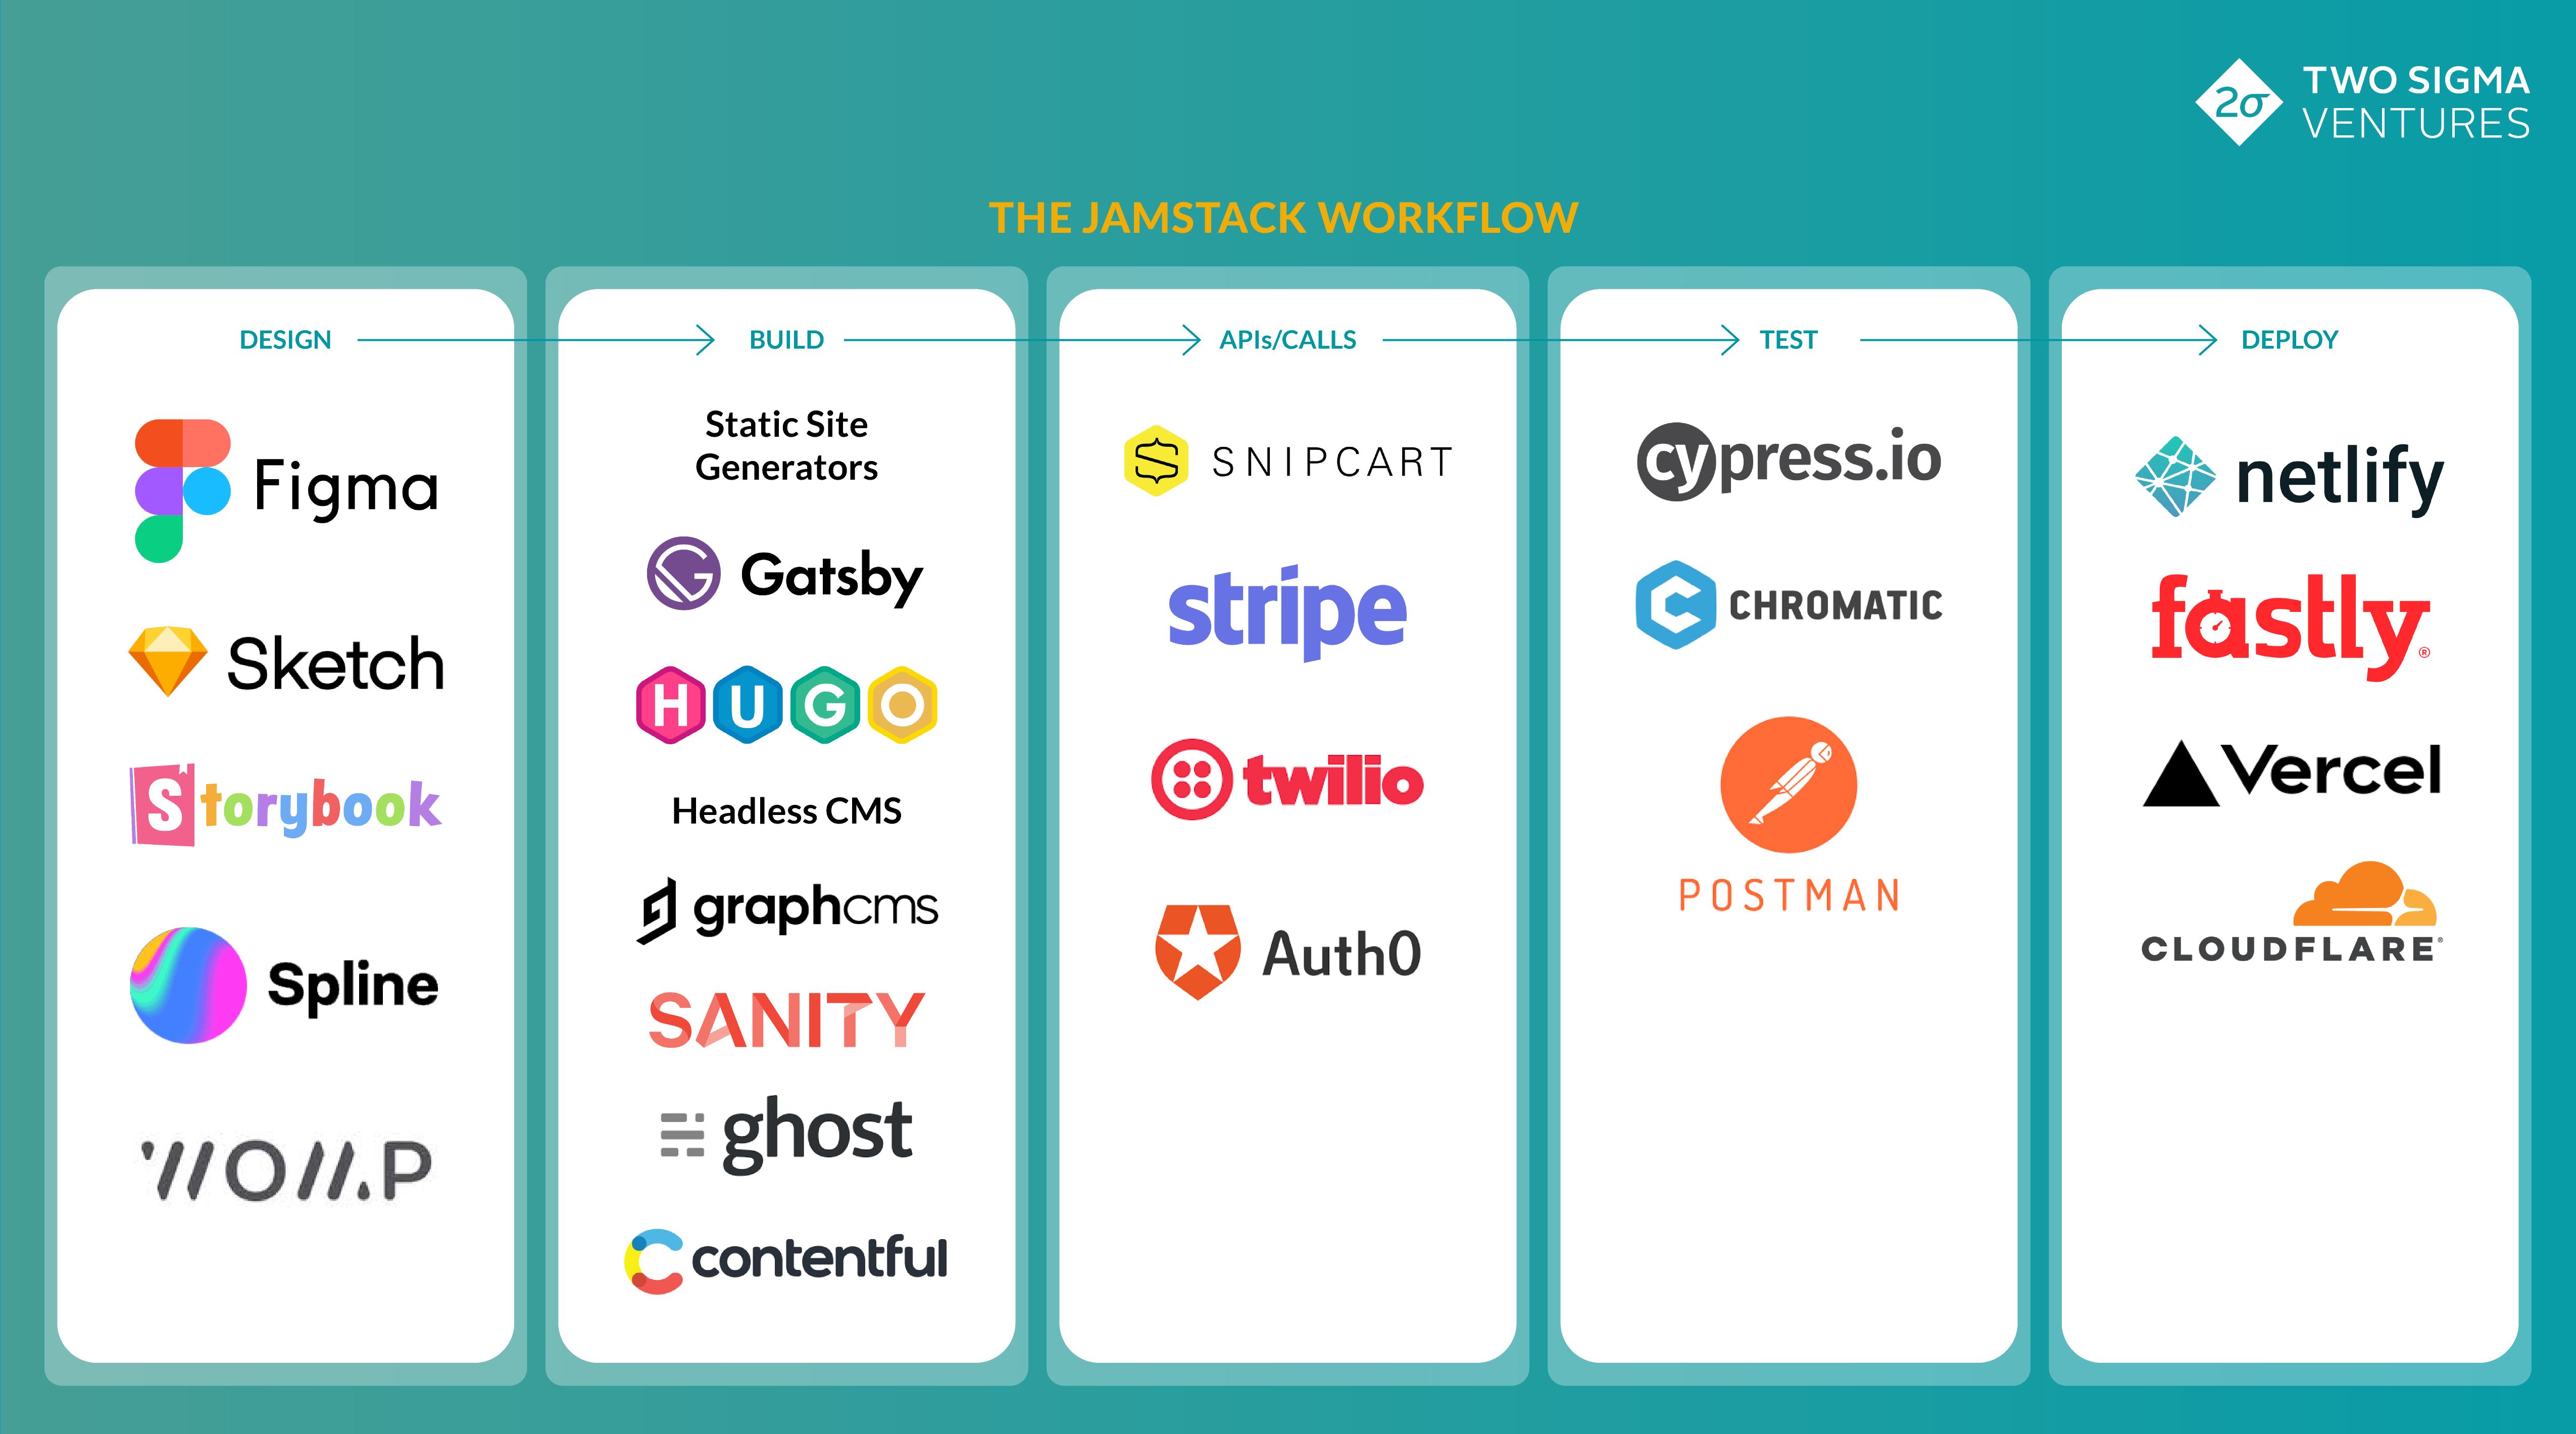 2σ
TWO SIGMA
VENTURES
THE JAMSTACK WORKFLOW
DESIGN
Figma
Sketch
Storybook
Spline
WOMP
BUILD
Static Site
Generators
Gatsby
HUGO
Headless CMS
graphcms
SANITY
ghost
contentful
APIs/CALLS
SNIPCART
stripe
twilio
Auth0
TEST
cypress.io
CHROMATIC
POSTMAN
DEPLOY
netlify
fastly®
Vercel
CLOUDFLARE®